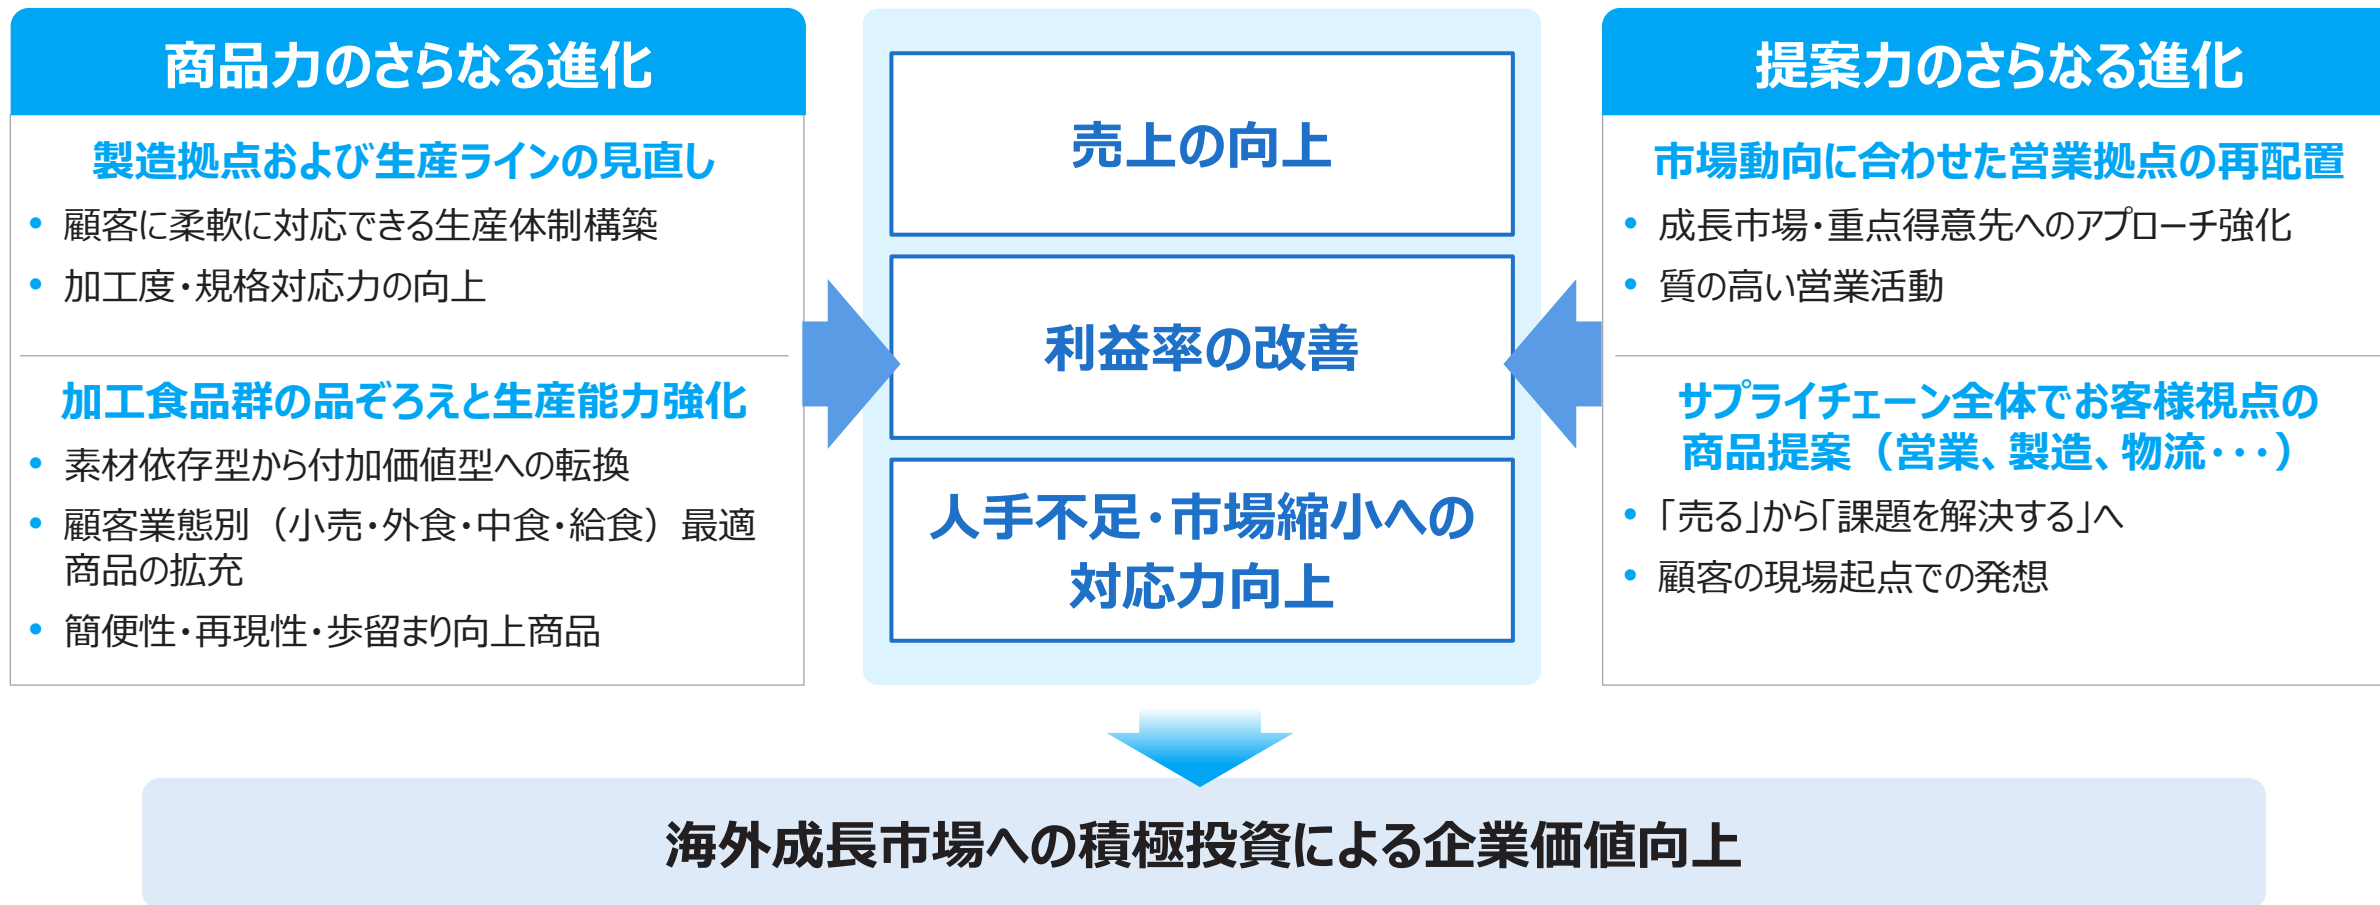 商品力のさらなる進化
製造拠点および生産ラインの見直し
• 顧客に柔軟に対応できる生産体制構築
• 加工度・規格対応力の向上
加工食品群の品ぞろえと生産能力強化
• 素材依存型から付加価値型への転換
• 顧客業態別（小売・外食・中食・給食）最適
商品の拡充
• 簡便性・再現性・歩留まり向上商品
売上の向上
利益率の改善
人手不足・市場縮小への
対応力向上
提案力のさらなる進化
市場動向に合わせた営業拠点の再配置
• 成長市場・重点得意先へのアプローチ強化
• 質の高い営業活動
サプライチェーン全体でお客様視点の
商品提案（営業、製造、物流・・・）
• 「売る」から「課題を解決する」へ
• 顧客の現場起点での発想
海外成長市場への積極投資による企業価値向上